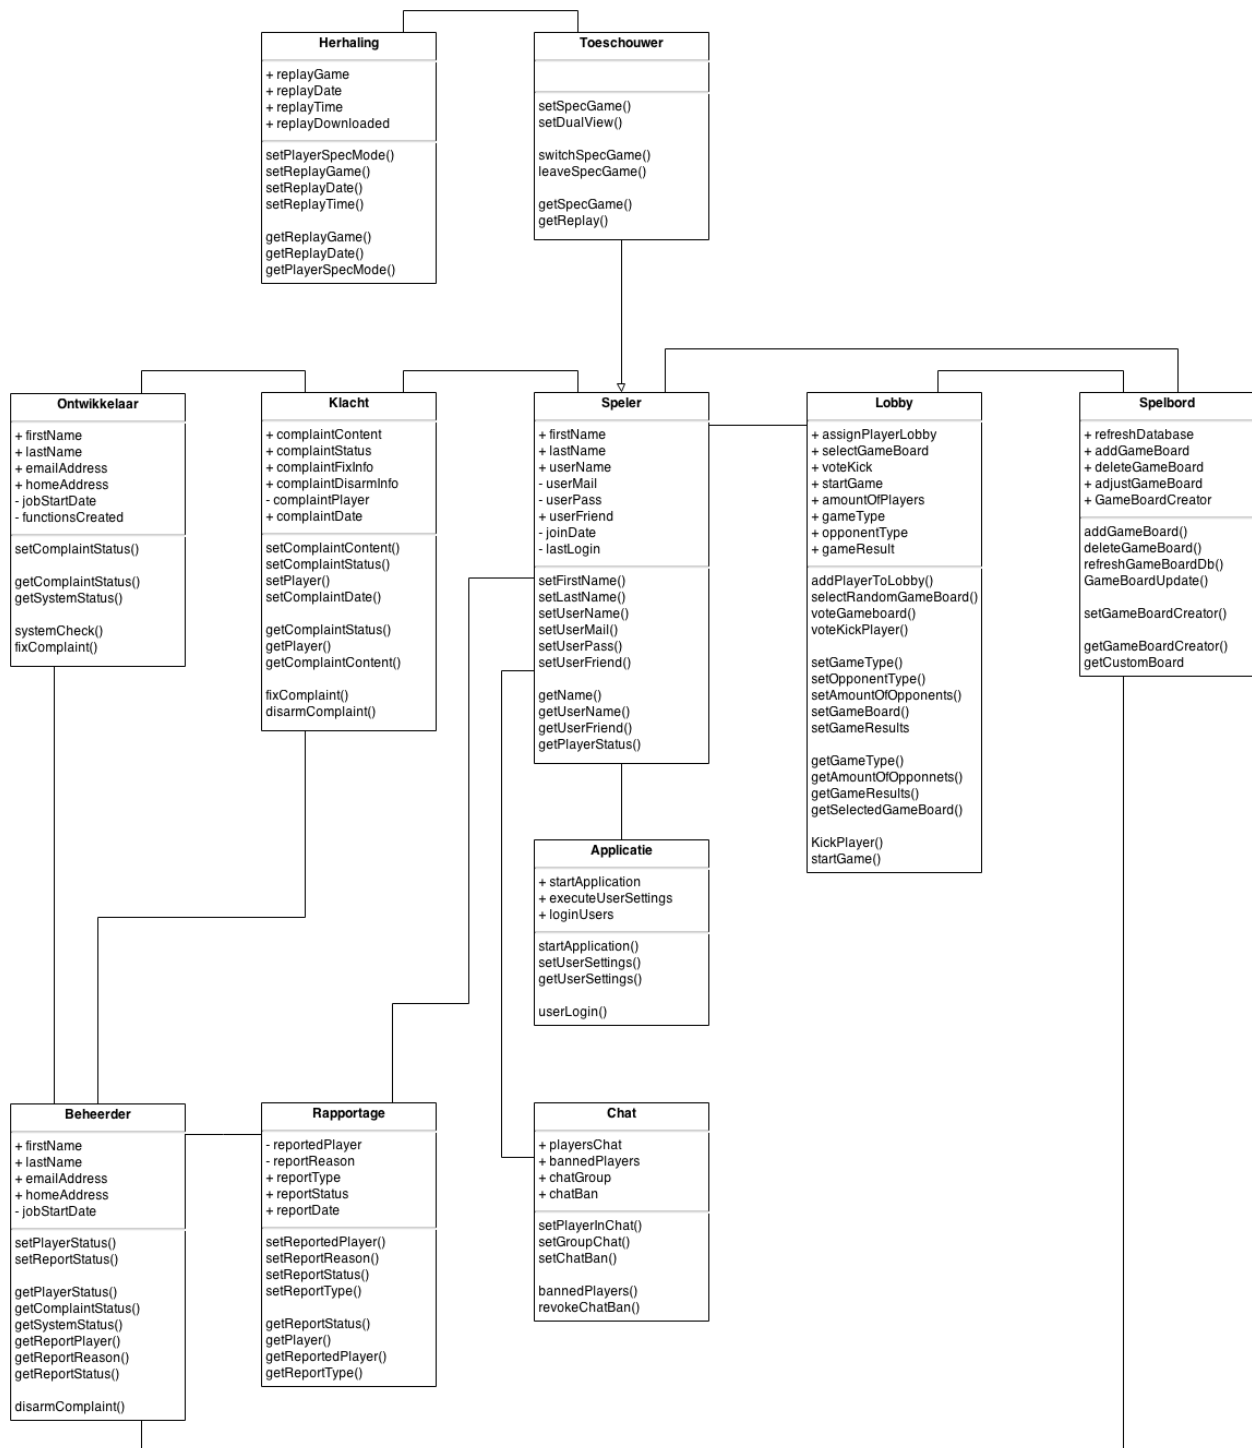 Herhaling
+ replayGame
+ replayDate
+ replayTime
+ replayDownloaded
setPlayerSpecMode()
setReplayGame()
setReplayDate()
setReplayTime()
getReplayGame()
getReplayDate()
getPlayerSpecMode()
Toeschouwer
setSpecGame()
setDualView()
switchSpecGame()
leaveSpecGame()
getSpecGame()
getReplay()
Ontwikkelaar
+ firstName
+ lastName
+ emailAddress
+ homeAddress
- jobStartDate
- functionsCreated
setComplaintStatus()
getComplaintStatus()
getSystemStatus()
systemCheck()
fixComplaint()
Klacht
+ complaintContent
+ complaintStatus
+ complaintFixInfo
+ complaintDisarmInfo
- complaintPlayer
+ complaintDate
setComplaintContent()
setComplaintStatus()
setPlayer()
setComplaintDate()
getComplaintStatus()
getPlayer()
getComplaintContent()
fixComplaint()
disarmComplaint()
Speler
+ firstName
+ lastName
+ userName
- userMail
- userPass
+ userFriend
- joinDate
- lastLogin
setFirstName()
setLastName()
setUserName()
setUserMail()
setUserPass()
setUserFriend()
getName()
getUserName()
getUserFriend()
getPlayerStatus()
Lobby
+ assignPlayerLobby
+ selectGameBoard
+ voteKick
+ startGame
+ amountOfPlayers
+ gameType
+ opponentType
+ gameResult
addPlayerToLobby()
selectRandomGameBoard()
voteGameboard()
voteKickPlayer()
setGameType()
setOpponentType()
setAmountOfOpponents()
setGameBoard()
setGameResults
getGameType()
getAmountOfOpponnets()
getGameResults()
getSelectedGameBoard()
KickPlayer()
startGame()
Spelbord
+ refreshDatabase
+ addGameBoard
+ deleteGameBoard
+ adjustGameBoard
+ GameBoardCreator
addGameBoard()
deleteGameBoard()
refreshGameBoardDb()
GameBoardUpdate()
setGameBoardCreator()
getGameBoardCreator()
getCustomBoard
Applicatie
+ startApplication
+ executeUserSettings
+ loginUsers
startApplication()
setUserSettings()
getUserSettings()
userLogin()
Beheerder
+ firstName
+ lastName
+ emailAddress
+ homeAddress
- jobStartDate
setPlayerStatus()
setReportStatus()
getPlayerStatus()
getComplaintStatus()
getSystemStatus()
getReportPlayer()
getReportReason()
getReportStatus()
disarmComplaint()
Rapportage
- reportedPlayer
- reportReason
+ reportType
+ reportStatus
+ reportDate
setReportedPlayer()
setReportReason()
setReportStatus()
setReportType()
getReportStatus()
getPlayer()
getReportedPlayer()
getReportType()
Chat
+ playersChat
+ bannedPlayers
+ chatGroup
+ chatBan
setPlayerInChat()
setGroupChat()
setChatBan()
bannedPlayers()
revokeChatBan()